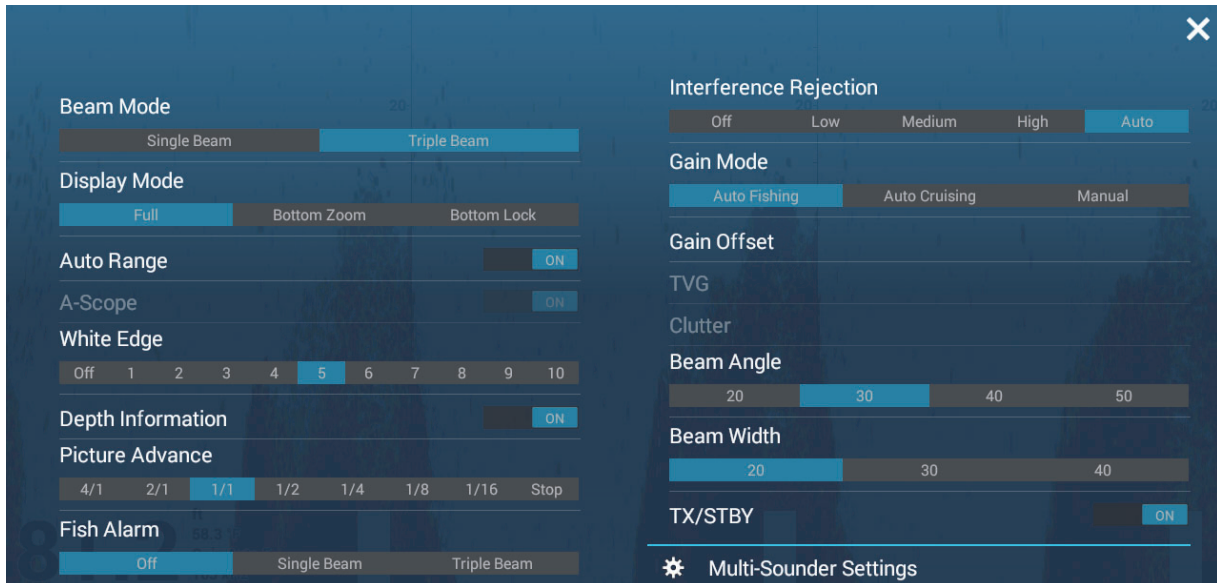 Beam Mode
Single Beam Triple Beam
Display Mode
Full Bottom Zoom Bottom Lock
Auto Range ON
A-Scope ON
White Edge
Off 1 2 3 4 5 6 7 8 9 10
Depth Information ON
Picture Advance
4/1 2/1 1/1 1/2 1/4 1/8 1/16 Stop
Fish Alarm
Off Single Beam Triple Beam
Interference Rejection
Off Low Medium High Auto
Gain Mode
Auto Fishing Auto Cruising Manual
Gain Offset
TVG
Clutter
Beam Angle
20 30 40 50
Beam Width
20 30 40
TX/STBY ON
Multi-Sounder Settings